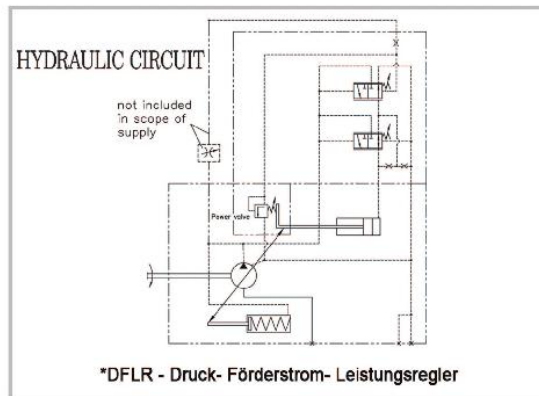 HYDRAULIC CIRCUIT
not included
in scope of
supply
Power valve
*DFLR - Druck- Förderstrom- Leistungsregler